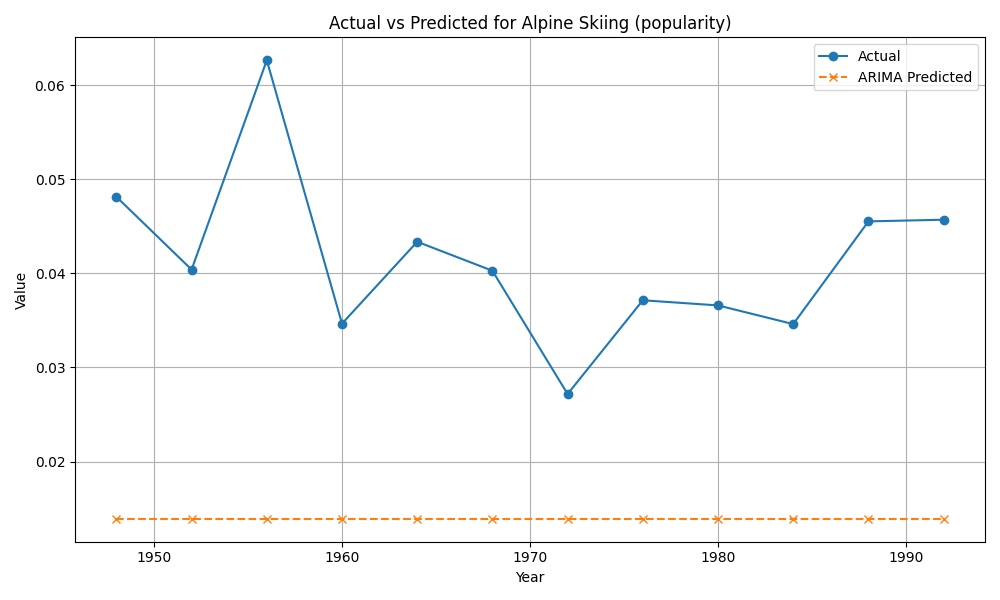 Actual vs Predicted for Alpine Skiing (popularity)
Actual
ARIMA Predicted
0.06
0.05
0.04
0.03
0.02
Value
1950 1960 1970 1980 1990
Year